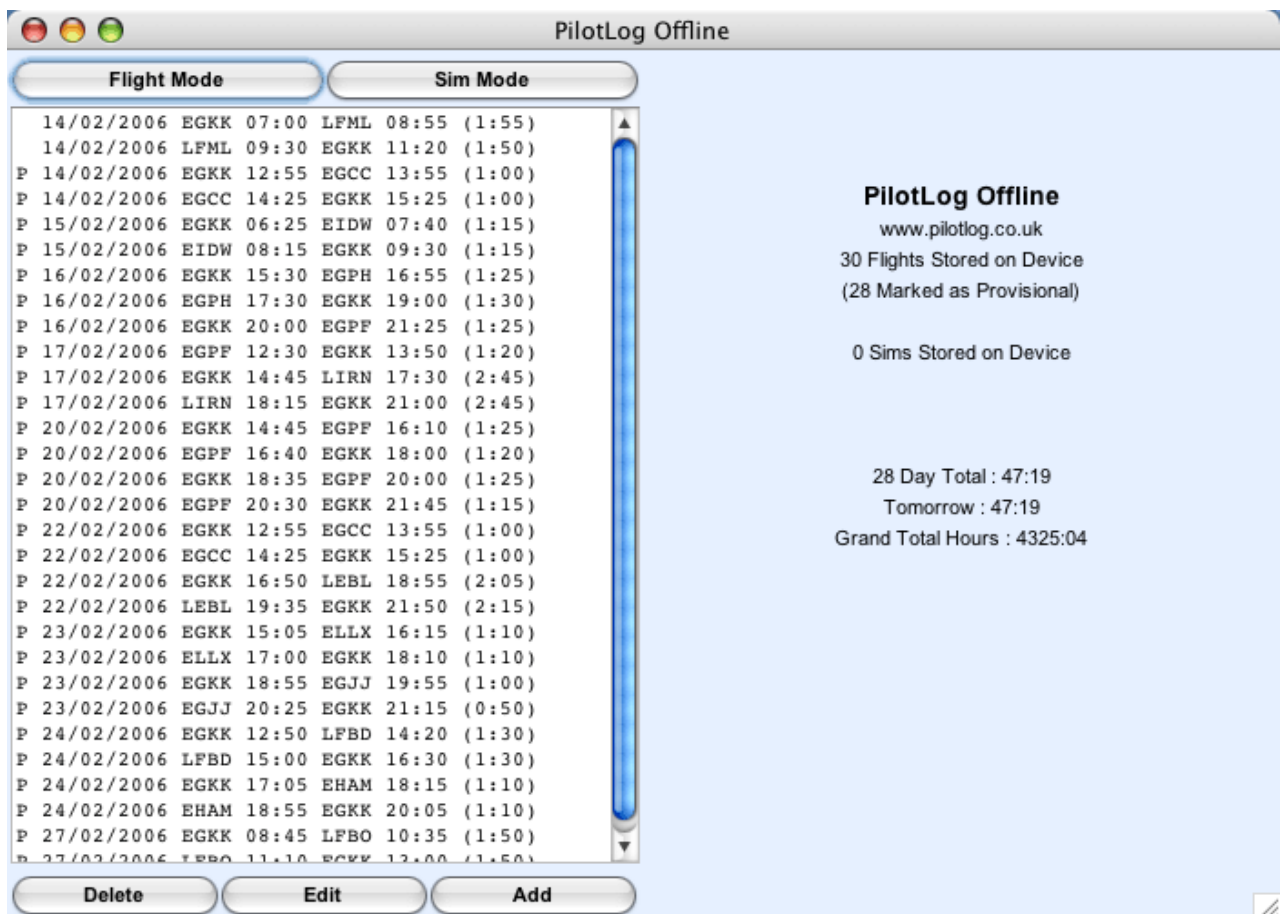 PilotLog Offline
Flight Mode
Sim Mode
14/02/2006 EGKK 07:00 LFML 08:55 (1:55)
14/02/2006 LFML 09:30 EGKK 11:20 (1:50)
P 14/02/2006 EGKK 12:55 EGCC 13:55 (1:00)
P 14/02/2006 EGCC 14:25 EGKK 15:25 (1:00)
P 15/02/2006 EGKK 06:25 EIDW 07:40 (1:15)
P 15/02/2006 EIDW 08:15 EGKK 09:30 (1:15)
P 16/02/2006 EGKK 15:30 EGPH 16:55 (1:25)
P 16/02/2006 EGPH 17:30 EGKK 19:00 (1:30)
P 16/02/2006 EGKK 20:00 EGPF 21:25 (1:25)
P 17/02/2006 EGPF 12:30 EGKK 13:50 (1:20)
P 17/02/2006 EGKK 14:45 LIRN 17:30 (2:45)
P 17/02/2006 LIRN 18:15 EGKK 21:00 (2:45)
P 20/02/2006 EGKK 14:45 EGPF 16:10 (1:25)
P 20/02/2006 EGPF 16:40 EGKK 18:00 (1:20)
P 20/02/2006 EGKK 18:35 EGPF 20:00 (1:25)
P 20/02/2006 EGPF 20:30 EGKK 21:45 (1:15)
P 22/02/2006 EGKK 12:55 EGCC 13:55 (1:00)
P 22/02/2006 EGCC 14:25 EGKK 15:25 (1:00)
P 22/02/2006 EGKK 16:50 LEBL 18:55 (2:05)
P 22/02/2006 LEBL 19:35 EGKK 21:50 (2:15)
P 23/02/2006 EGKK 15:05 ELLX 16:15 (1:10)
P 23/02/2006 ELLX 17:00 EGKK 18:10 (1:10)
P 23/02/2006 EGKK 18:55 EGJJ 19:55 (1:00)
P 23/02/2006 EGJJ 20:25 EGKK 21:15 (0:50)
P 24/02/2006 EGKK 12:50 LFBD 14:20 (1:30)
P 24/02/2006 LFBD 15:00 EGKK 16:30 (1:30)
P 24/02/2006 EGKK 17:05 EHAM 18:15 (1:10)
P 24/02/2006 EHAM 18:55 EGKK 20:05 (1:10)
P 27/02/2006 EGKK 08:45 LFBO 10:35 (1:50)
P 27/02/2006 LFBO 11:10 EGKK 13:00 (1:50)
Delete
Edit
Add
PilotLog Offline
www.pilotlog.co.uk
30 Flights Stored on Device
(28 Marked as Provisional)
0 Sims Stored on Device
28 Day Total : 47:19
Tomorrow : 47:19
Grand Total Hours : 4325:04